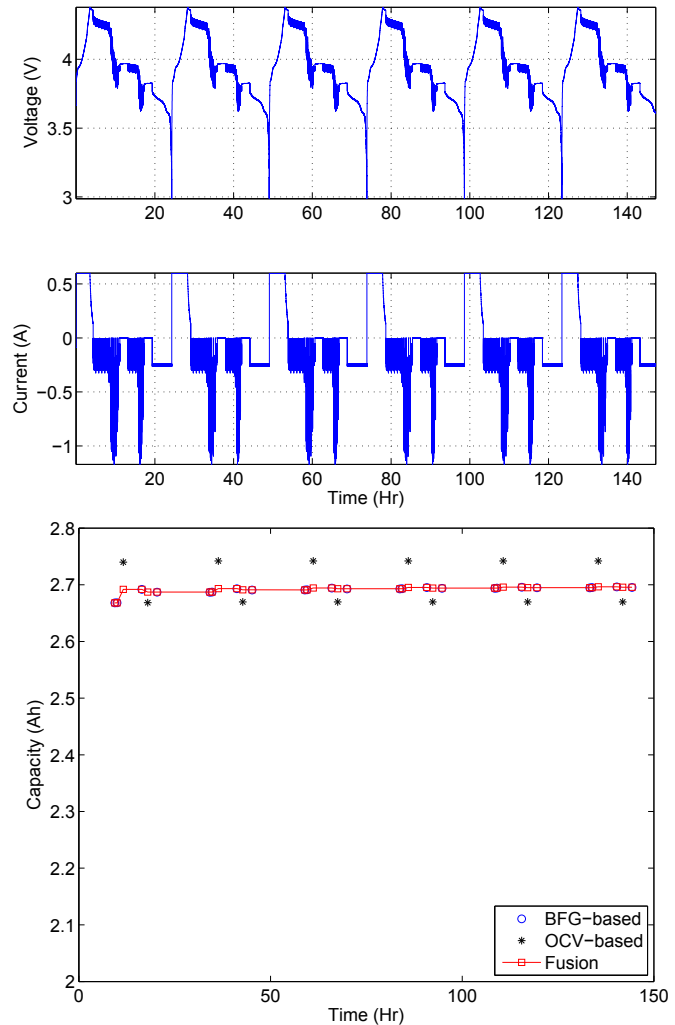 4
3.5
3
Voltage (V)
20 40 60 80 100 120 140
Time (Hr)
0.5
0
−0.5
−1
Current (A)
20 40 60 80 100 120 140
Time (Hr)
2.8
2.7
2.6
2.5
2.4
2.3
2.2
2.1
2
Capacity (Ah)
BFG−based
OCV−based
Fusion
0 50 100 150
Time (Hr)